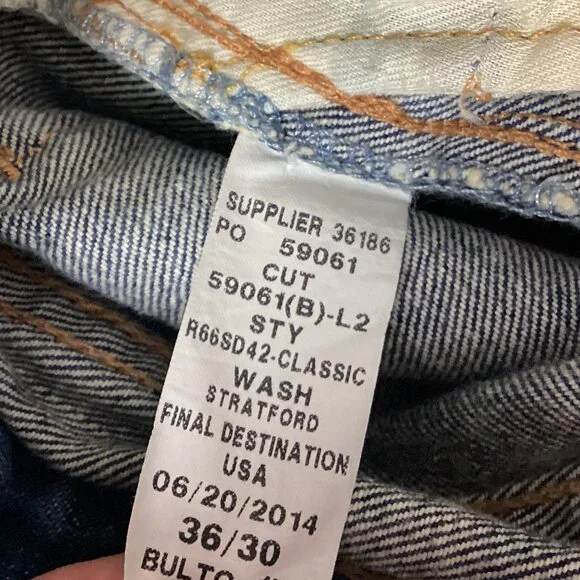 SUPPLIER 36186
PO 59061
CUT
59061(B)-L2
STY
R66SD42-CLASSIC
WASH
STRATFORD
FINAL DESTINATION
USA
06/20/2014
36/30
BULTO